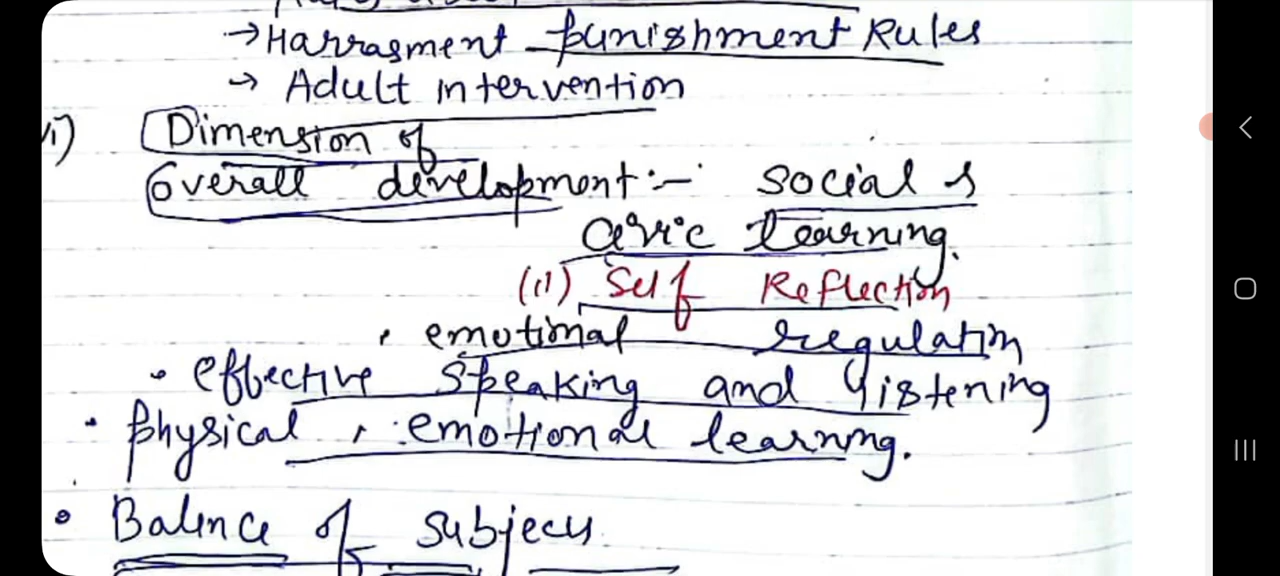 → Harrasment punishment Rules
→ Adult intervention
Dimension of
Overall development :- social &
civic learning.
(ii) Self Reflection
, emotional regulation
• effective speaking and listening
• physical , emotional learning.
• Balence of subjects